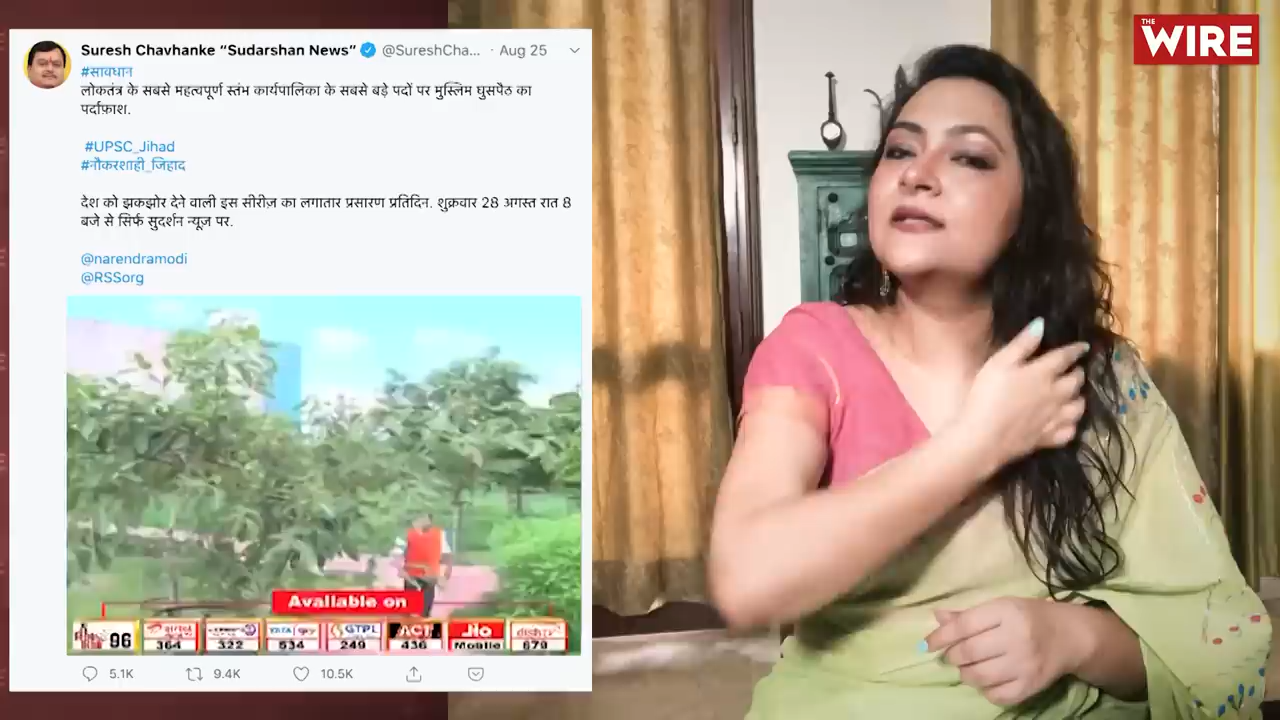 Suresh Chavhanke “Sudarshan News” @SureshCha... · Aug 25
#सावधान
लोकतंत्र के सबसे महत्वपूर्ण स्तंभ कार्यपालिका के सबसे बड़े पदों पर मुस्लिम घुसपैठ का
पर्दाफ़ाश.
#UPSC_Jihad
#नौकरशाही_जिहाद
देश को झकझोर देने वाली इस सीरीज़ का लगातार प्रसारण प्रतिदिन. शुक्रवार 28 अगस्त रात 8
बजे से सिर्फ सुदर्शन न्यूज पर.
@narendramodi
@RSSorg
Available on
96 364 322 534 249 436 679
GTPL Jio Mobile
5.1K 9.4K 10.5K
THE
WIRE